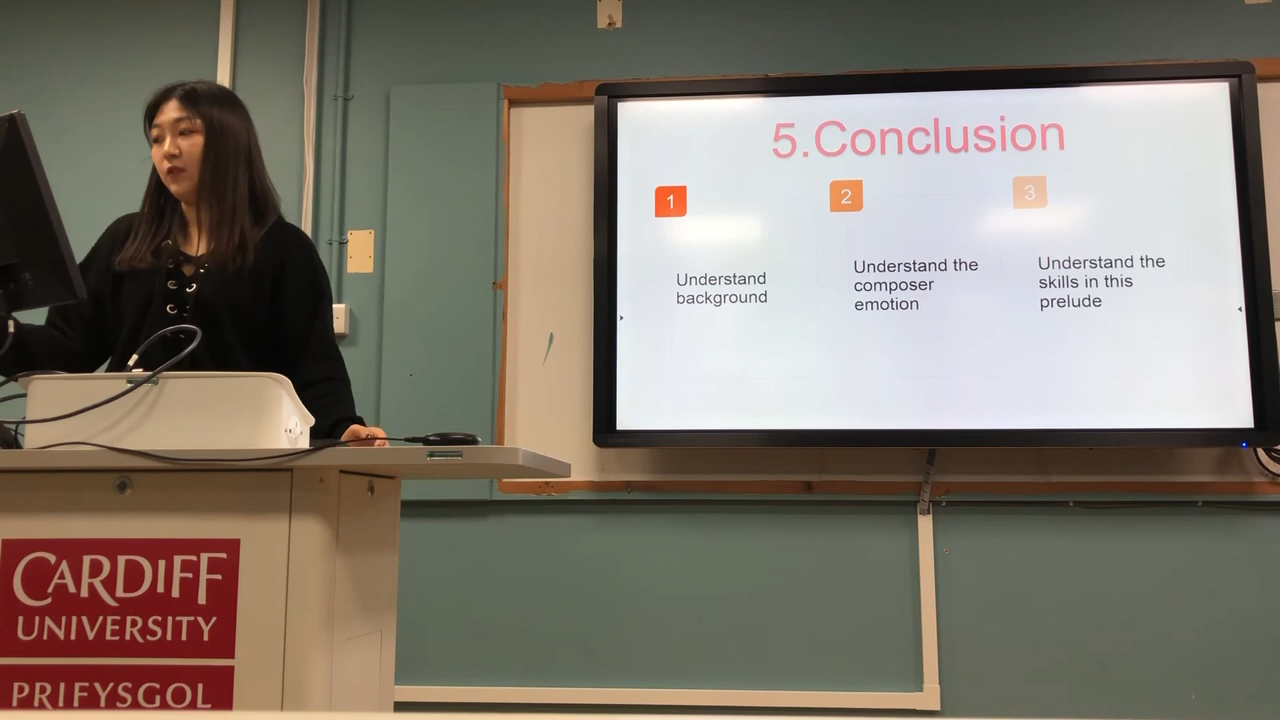 5.Conclusion
1
2
3
Understand
background
Understand the
composer
emotion
Understand the
skills in this
prelude
CARDIFF
UNIVERSITY
PRIFYSGOL